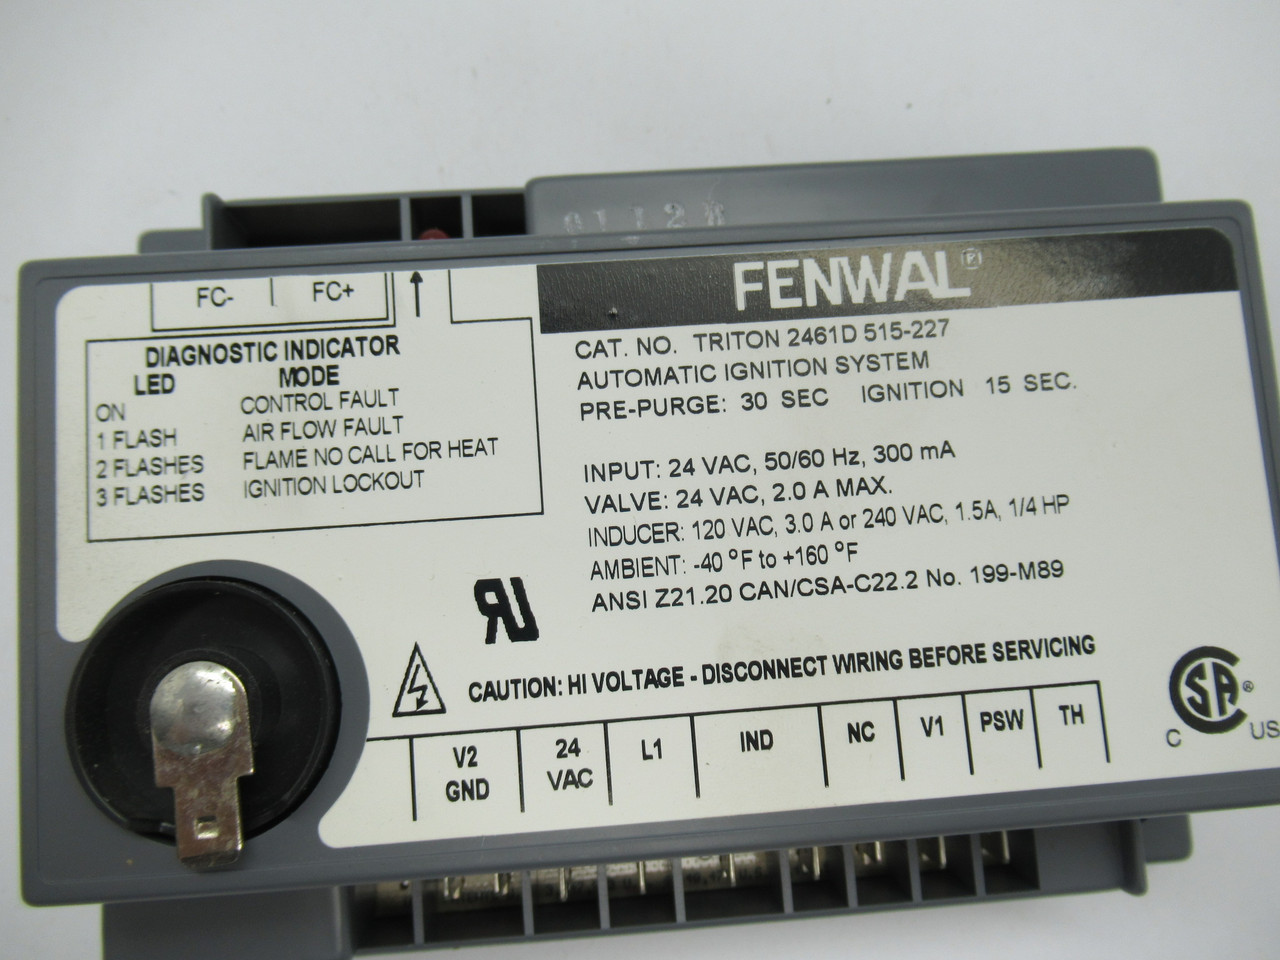 01128
FENWAL®
CAT. NO. TRITON 2461D 515-227
AUTOMATIC IGNITION SYSTEM
PRE-PURGE: 30 SEC IGNITION 15 SEC.
FC- FC+
DIAGNOSTIC INDICATOR
LED MODE
ON CONTROL FAULT
1 FLASH AIR FLOW FAULT
2 FLASHES FLAME NO CALL FOR HEAT
3 FLASHES IGNITION LOCKOUT
INPUT: 24 VAC, 50/60 Hz, 300 mA
VALVE: 24 VAC, 2.0 A MAX.
INDUCER: 120 VAC, 3.0 A or 240 VAC, 1.5A, 1/4 HP
AMBIENT: -40 °F to +160 °F
ANSI Z21.20 CAN/CSA-C22.2 No. 199-M89
CAUTION: HI VOLTAGE - DISCONNECT WIRING BEFORE SERVICING
V2 GND
24 VAC
L1
IND
NC
V1
PSW
TH
C SA® US